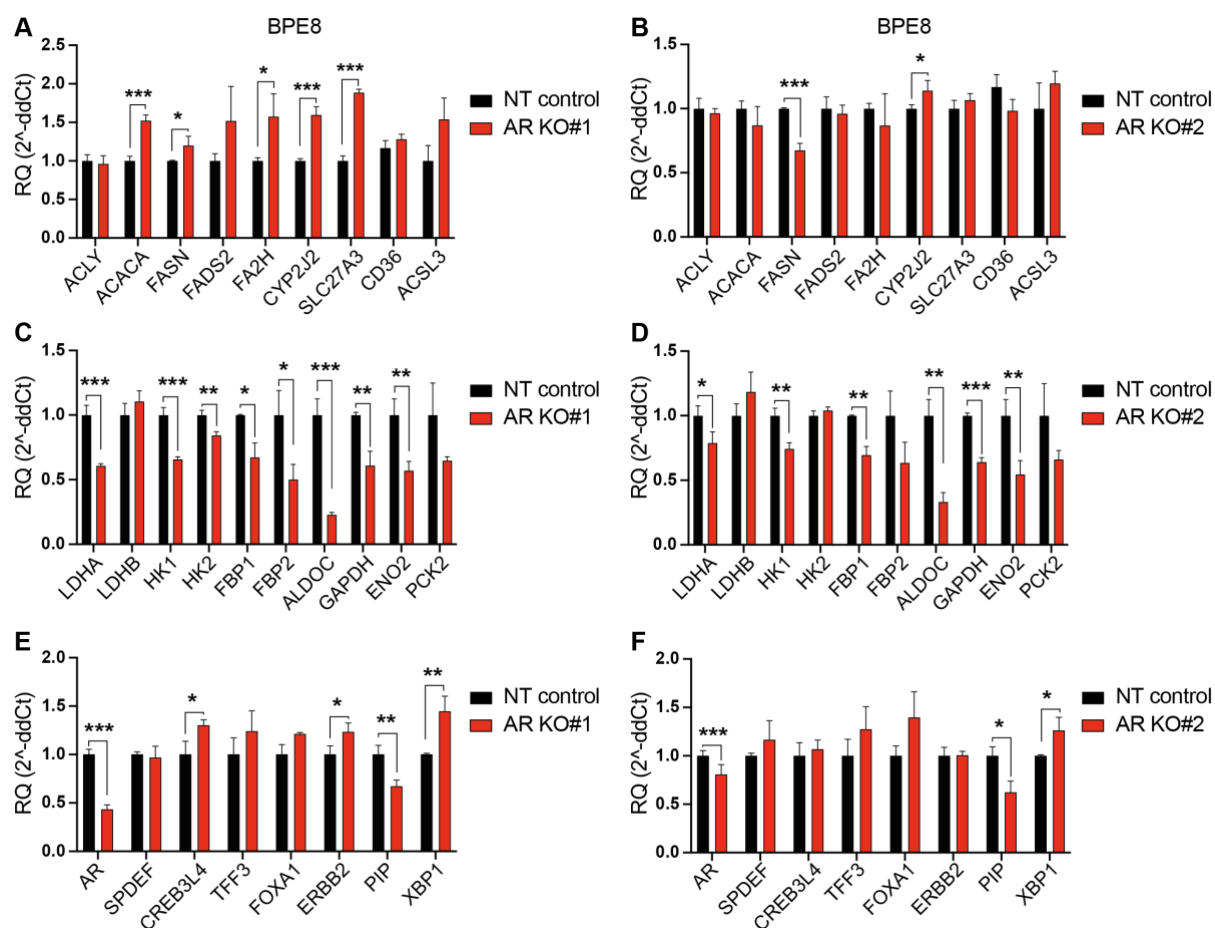 A
BPE8
RQ (2^-ddCt)
2.5
2.0
1.5
1.0
0.5
0.0
***
*
*
***
***
NT control
AR KO#1
ACLY
ACACA
FASN
FADS2
FA2H
CYP2J2
SLC27A3
CD36
ACSL3
B
BPE8
RQ (2^-ddCt)
1.5
1.0
0.5
0.0
***
*
NT control
AR KO#2
ACLY
ACACA
FASN
FADS2
FA2H
CYP2J2
SLC27A3
CD36
ACSL3
C
RQ (2^-ddCt)
1.5
1.0
0.5
0.0
***
***
**
*
*
***
**
**
NT control
AR KO#1
LDHA
LDHB
HK1
HK2
FBP1
FBP2
ALDOC
GAPDH
ENO2
PCK2
D
RQ (2^-ddCt)
1.5
1.0
0.5
0.0
*
**
**
**
***
**
NT control
AR KO#2
LDHA
LDHB
HK1
HK2
FBP1
FBP2
ALDOC
GAPDH
ENO2
PCK2
E
RQ (2^-ddCt)
2.0
1.5
1.0
0.5
0.0
***
*
*
**
**
NT control
AR KO#1
AR
SPDEF
CREB3L4
TFF3
FOXA1
ERBB2
PIP
XBP1
F
RQ (2^-ddCt)
2.0
1.5
1.0
0.5
0.0
***
*
*
NT control
AR KO#2
AR
SPDEF
CREB3L4
TFF3
FOXA1
ERBB2
PIP
XBP1